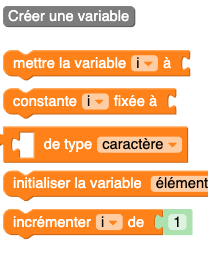 Créer une variable
mettre la variable i à
constante i fixée à
de type caractère
initialiser la variable élément
incrémenter i de 1